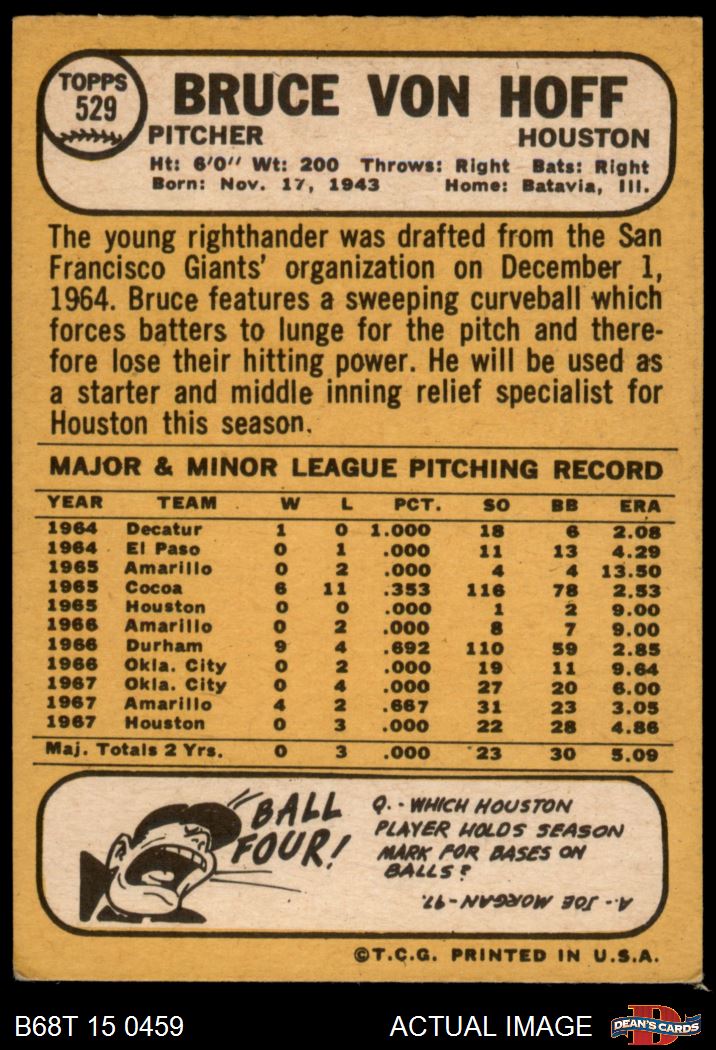 TOPPS
529
BRUCE VON HOFF
PITCHER HOUSTON
Ht: 6'0" Wt: 200 Throws: Right Bats: Right
Born: Nov. 17, 1943 Home: Batavia, Ill.
The young righthander was drafted from the San
Francisco Giants' organization on December 1,
1964. Bruce features a sweeping curveball which
forces batters to lunge for the pitch and there-
fore lose their hitting power. He will be used as
a starter and middle inning relief specialist for
Houston this season.
MAJOR & MINOR LEAGUE PITCHING RECORD
YEAR TEAM W L PCT. SO BB ERA
1964 Decatur 1 0 1.000 18 6 2.08
1964 El Paso 0 1 .000 11 13 4.29
1965 Amarillo 0 2 .000 4 4 13.50
1965 Cocoa 6 11 .353 116 78 2.53
1965 Houston 0 0 .000 1 2 9.00
1966 Amarillo 0 2 .000 8 7 9.00
1966 Durham 9 4 .692 110 59 2.85
1966 Okla. City 0 2 .000 19 11 9.64
1967 Okla. City 0 4 .000 27 20 6.00
1967 Amarillo 4 2 .667 31 23 3.05
1967 Houston 0 3 .000 22 28 4.86
Maj. Totals 2 Yrs. 0 3 .000 23 30 5.09
BALL
FOUR!
Q.- WHICH HOUSTON
PLAYER HOLDS SEASON
MARK FOR BASES ON
BALLS?
A.- JOE MORGAN-97.
©T.C.G. PRINTED IN U.S.A.
B68T 15 0459 ACTUAL IMAGE
D
DEAN'S CARDS